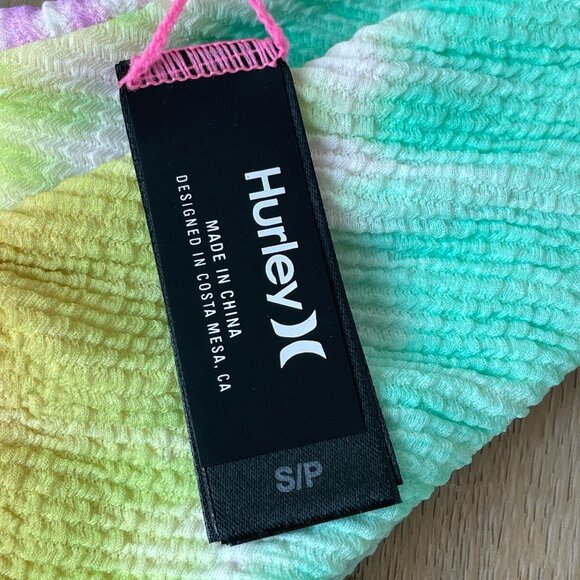 Hurley
MADE IN CHINA
DESIGNED IN COSTA MESA, CA
S/P